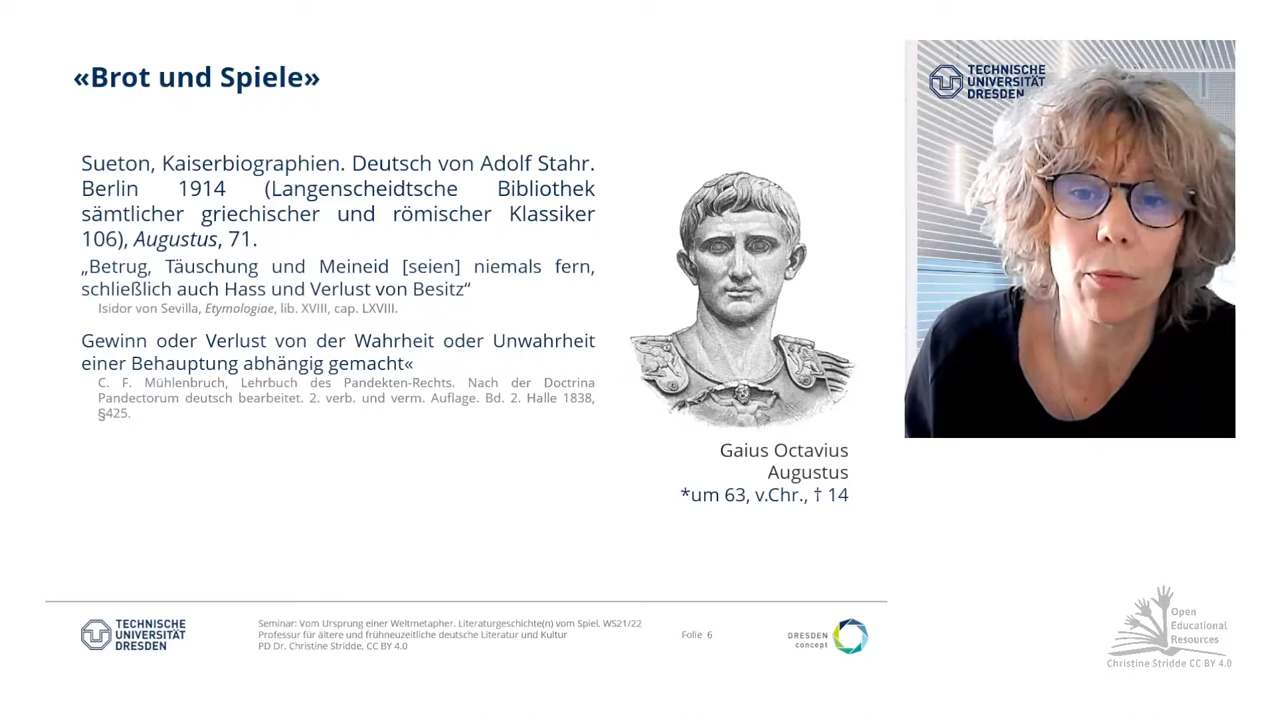 «Brot und Spiele»
Sueton, Kaiserbiographien. Deutsch von Adolf Stahr.
Berlin 1914 (Langenscheidtsche Bibliothek
sämtlicher griechischer und römischer Klassiker
106), Augustus, 71.
„Betrug, Täuschung und Meineid [seien] niemals fern,
schließlich auch Hass und Verlust von Besitz“
Isidor von Sevilla, Etymologiae, lib. XVIII, cap. LXVIII.
Gewinn oder Verlust von der Wahrheit oder Unwahrheit
einer Behauptung abhängig gemacht«
C. F. Mühlenbruch, Lehrbuch des Pandekten-Rechts. Nach der Doctrina
Pandectorum deutsch bearbeitet. 2. verb. und verm. Auflage. Bd. 2. Halle 1838,
§425.
Gaius Octavius
Augustus
*um 63, v.Chr., † 14
TECHNISCHE
UNIVERSITÄT
DRESDEN
TECHNISCHE
UNIVERSITÄT
DRESDEN
Seminar: Vom Ursprung einer Weltmetapher. Literaturgeschichte(n) vom Spiel, WS21/22
Professur für ältere und frühneuzeitliche deutsche Literatur und Kultur
PD Dr. Christine Stridde, CC BY 4.0
Folie 6
DRESDEN
concept
Open
Educational
Resources
Christine Stridde CC BY 4.0